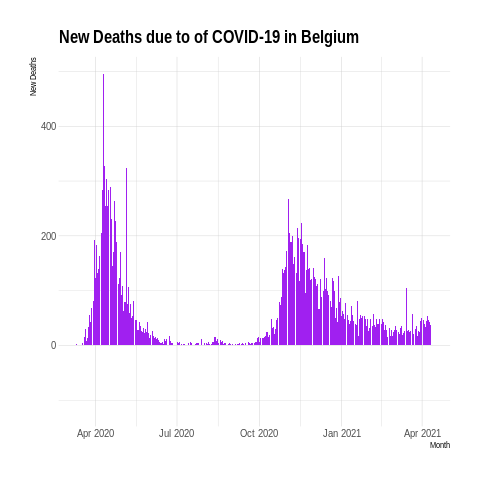 New Deaths due to of COVID-19 in Belgium
New Deaths
400
200
0
Apr 2020 Jul 2020 Oct 2020 Jan 2021 Apr 2021
Month